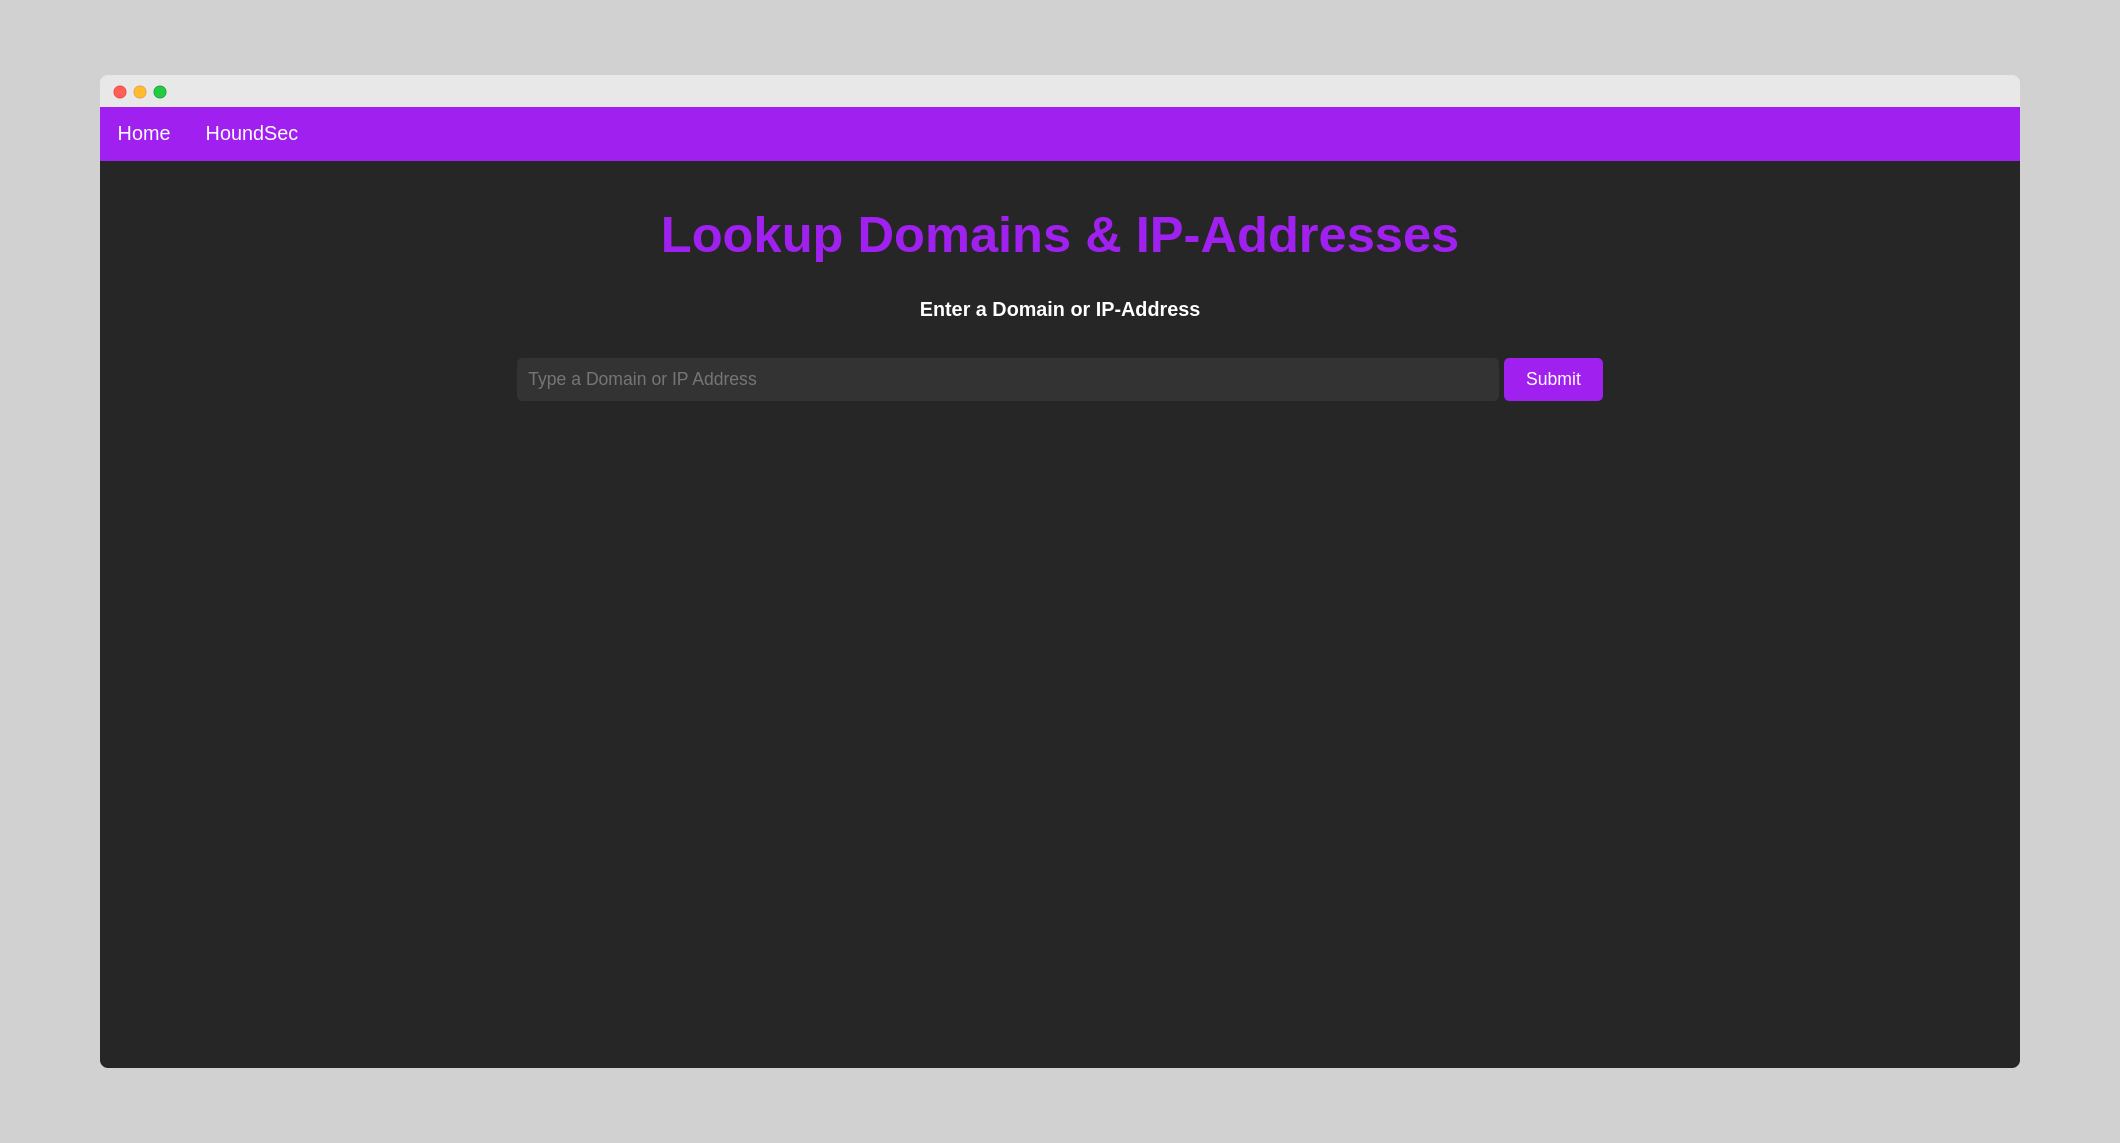 Home HoundSec
Lookup Domains & IP-Addresses
Enter a Domain or IP-Address
Type a Domain or IP Address Submit